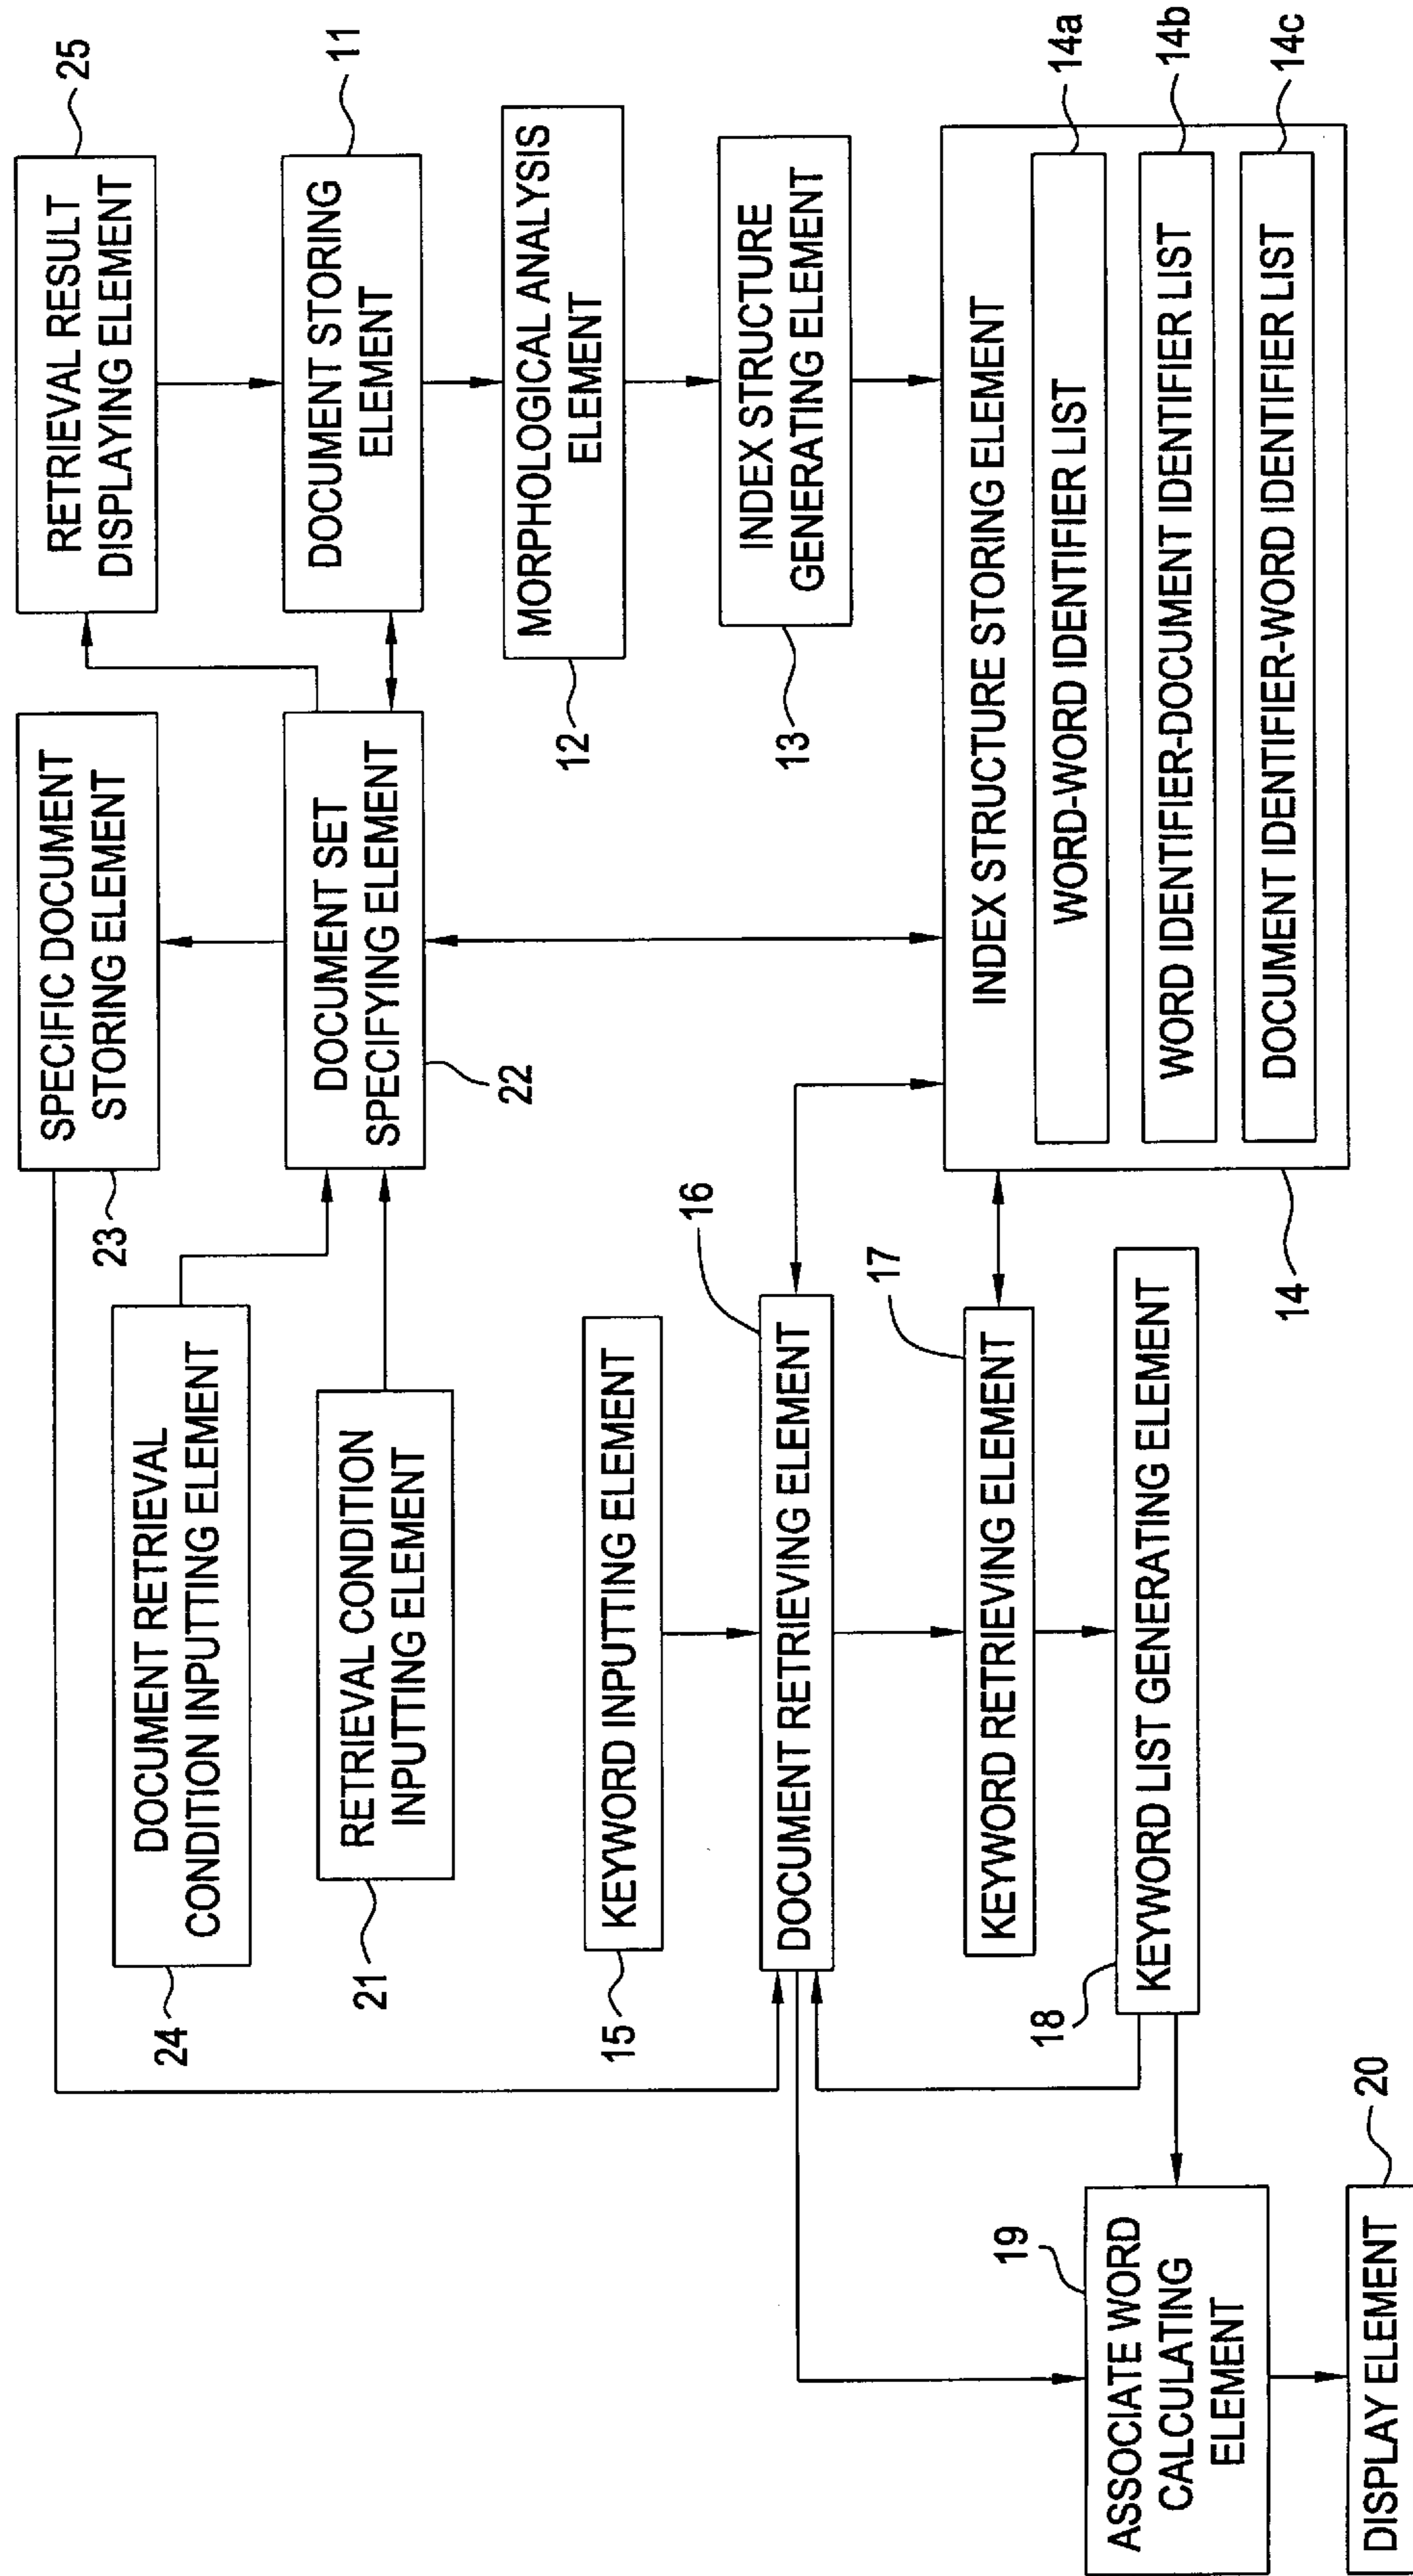 SPECIFIC DOCUMENT
STORING ELEMENT
23
RETRIEVAL RESULT
DISPLAYING ELEMENT
25
DOCUMENT RETRIEVAL
CONDITION INPUTTING ELEMENT
24
RETRIEVAL CONDITION
INPUTTING ELEMENT
21
DOCUMENT SET
SPECIFYING ELEMENT
22
DOCUMENT STORING
ELEMENT
11
MORPHOLOGICAL ANALYSIS
ELEMENT
12
KEYWORD INPUTTING ELEMENT
15
INDEX STRUCTURE
GENERATING ELEMENT
13
DOCUMENT RETRIEVING ELEMENT
16
KEYWORD RETRIEVING ELEMENT
17
KEYWORD LIST GENERATING ELEMENT
18
INDEX STRUCTURE STORING ELEMENT
WORD-WORD IDENTIFIER LIST
14a
WORD IDENTIFIER-DOCUMENT IDENTIFIER LIST
14b
DOCUMENT IDENTIFIER-WORD IDENTIFIER LIST
14c
14
ASSOCIATE WORD
CALCULATING
ELEMENT
19
DISPLAY ELEMENT
20